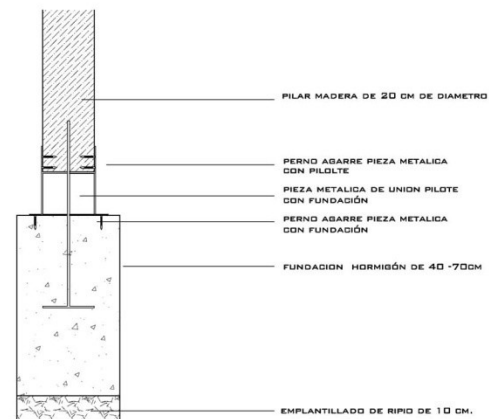 PILAR MADERA DE 20 CM DE DIAMETRO
PERNO AGARRE PIEZA METALICA
CON PILOLTE
PIEZA METALICA DE UNION PILOTE
CON FUNDACIÓN
PERNO AGARRE PIEZA METALICA
CON FUNDACIÓN
FUNDACION HORMIGÓN DE 40 -70CM
EMPLANTILLADO DE RIPIO DE 10 CM.